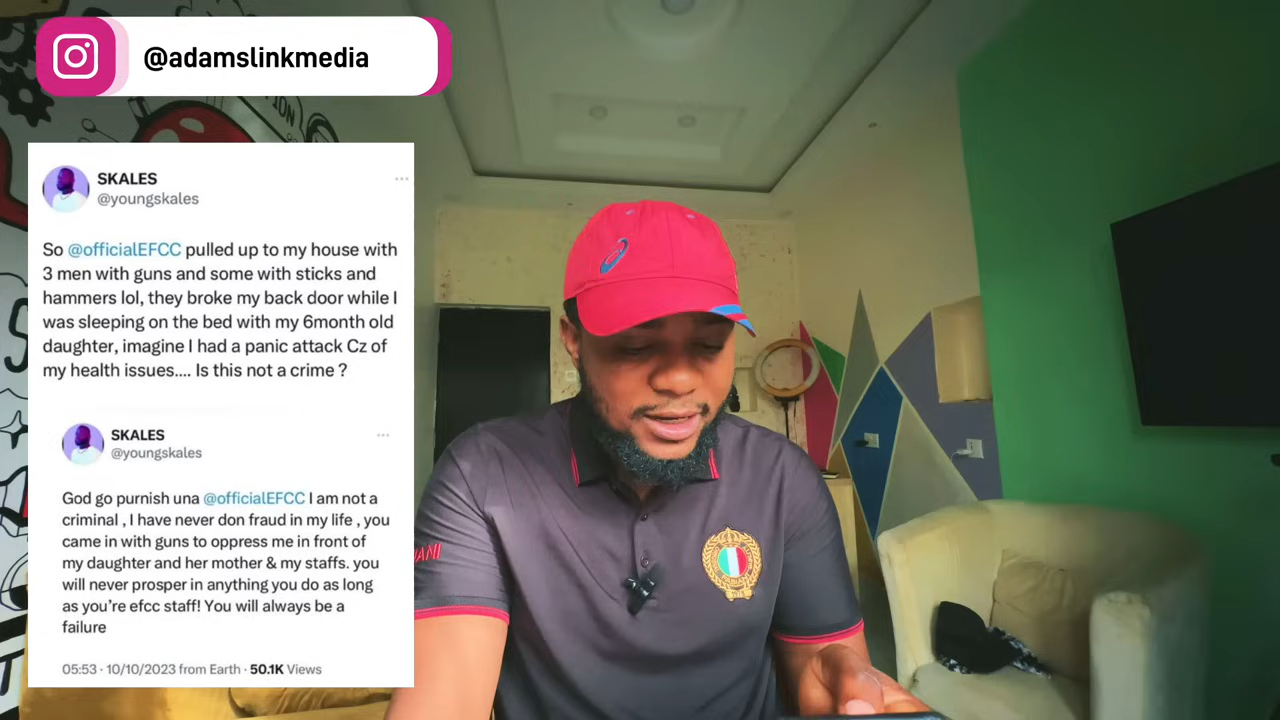 @adamslinkmedia
SKALES
@youngskales
So @officialEFCC pulled up to my house with
3 men with guns and some with sticks and
hammers lol, they broke my back door while I
was sleeping on the bed with my 6month old
daughter, imagine I had a panic attack Cz of
my health issues.... Is this not a crime ?
SKALES
@youngskales
God go purnish una @officialEFCC I am not a
criminal , I have never don fraud in my life , you
came in with guns to oppress me in front of
my daughter and her mother & my staffs. you
will never prosper in anything you do as long
as you’re efcc staff! You will always be a
failure
05:53 · 10/10/2023 from Earth · 50.1K Views